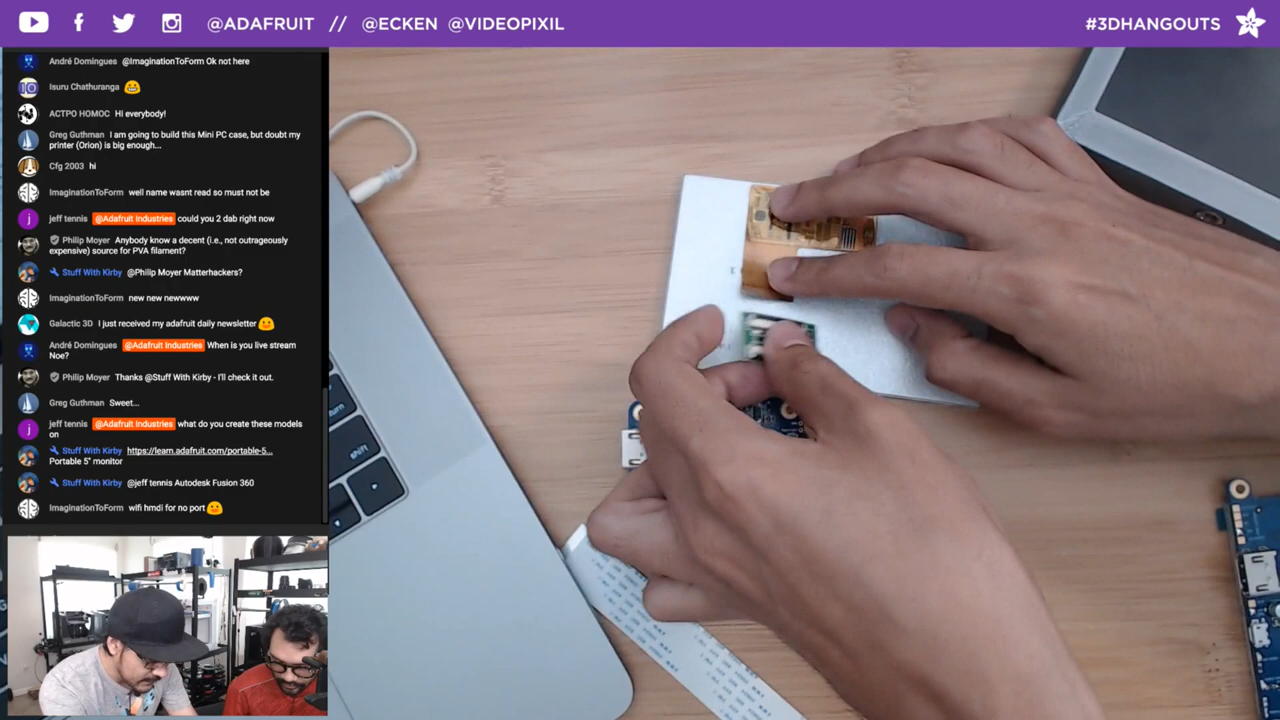 @ADAFRUIT // @ECKEN @VIDEOPIXIL
#3DHANGOUTS
André Domingues @ImaginationToForm Ok not here
Isuru Chathuranga
АСТРО НОМОС Hi everybody!
Greg Guthman I am going to build this Mini PC case, but doubt my
printer (Orion) is big enough...
Cfg 2003 hi
ImaginationToForm well name wasnt read so must not be
jeff tennis @Adafruit Industries could you 2 dab right now
Philip Moyer Anybody know a decent (i.e., not outrageously
expensive) source for PVA filament?
Stuff With Kirby @Philip Moyer Matterhackers?
ImaginationToForm new new newwww
Galactic 3D I just received my adafruit daily newsletter
André Domingues @Adafruit Industries When is you live stream
Noe?
Philip Moyer Thanks @Stuff With Kirby - I'll check it out.
Greg Guthman Sweet...
jeff tennis @Adafruit Industries what do you create these models
on
Stuff With Kirby https://learn.adafruit.com/portable-5...
Portable 5" monitor
Stuff With Kirby @jeff tennis Autodesk Fusion 360
ImaginationToForm wifi hmdi for no port
return
shift